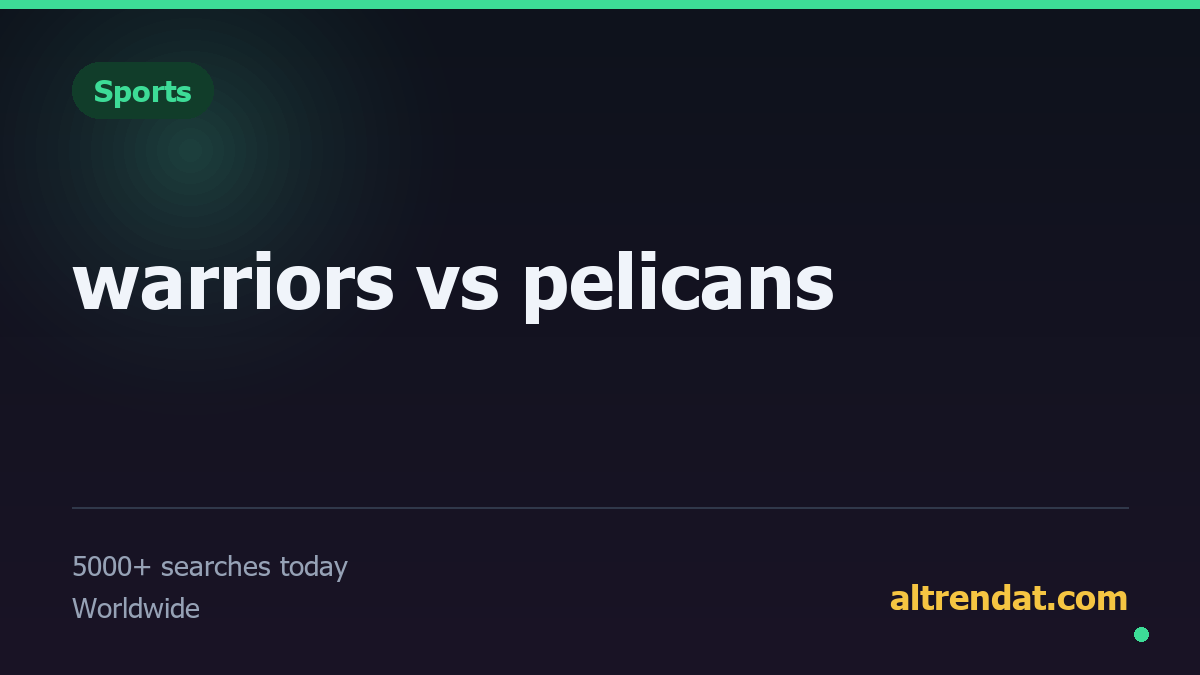 Sports
warriors vs pelicans
5000+ searches today
Worldwide
altrendat.com